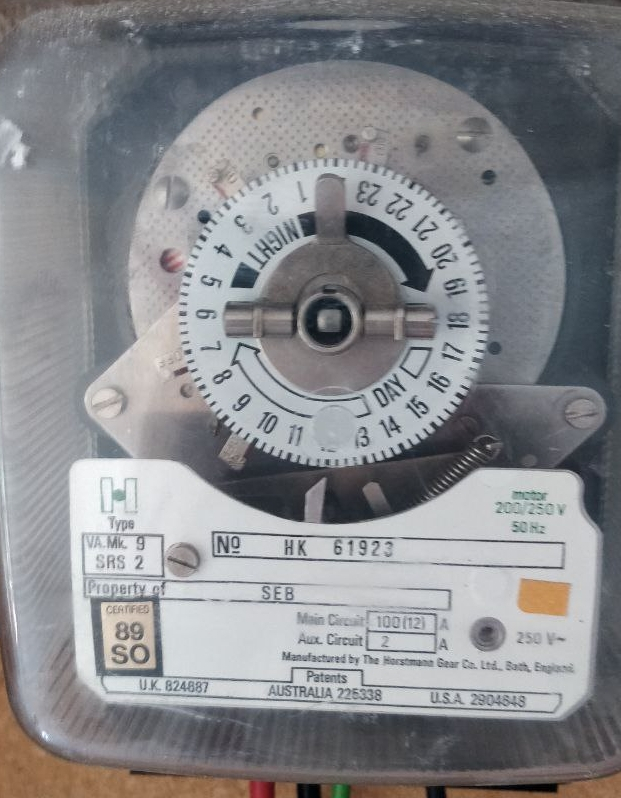 1 2 3 4 5 6 7 8 9 10 11 13 14 15 16 17 18 19 20 21 22 23
NIGHT
DAY
H
Type
VA. Mk. 9
SRS 2
motor
200/250 V
50 Hz
No HK 61923
Property of SEB
CERTIFIED
89
SO
Main Circuit 100 (12) A
Aux. Circuit 2 A
250 V~
Manufactured by The Horstmann Gear Co. Ltd., Bath, England.
Patents
U.K. 824887 AUSTRALIA 226338 U.S.A. 2904648